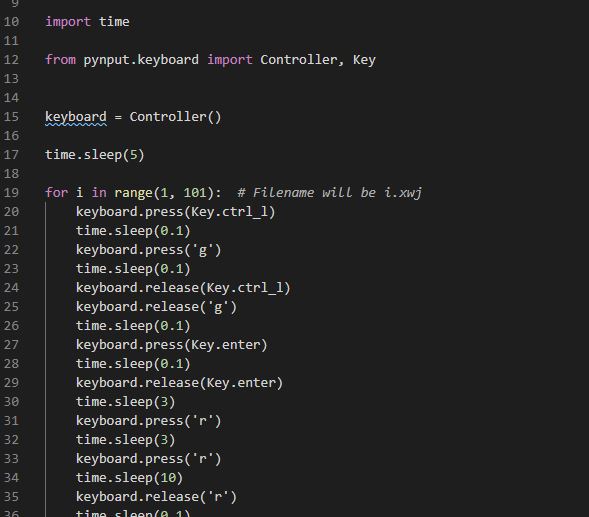 9
10 import time
11
12 from pynput.keyboard import Controller, Key
13
14
15 keyboard = Controller()
16
17 time.sleep(5)
18
19 for i in range(1, 101):  # Filename will be i.xwj
20     keyboard.press(Key.ctrl_l)
21     time.sleep(0.1)
22     keyboard.press('g')
23     time.sleep(0.1)
24     keyboard.release(Key.ctrl_l)
25     keyboard.release('g')
26     time.sleep(0.1)
27     keyboard.press(Key.enter)
28     time.sleep(0.1)
29     keyboard.release(Key.enter)
30     time.sleep(3)
31     keyboard.press('r')
32     time.sleep(3)
33     keyboard.press('r')
34     time.sleep(10)
35     keyboard.release('r')
36     time.sleep(0.1)